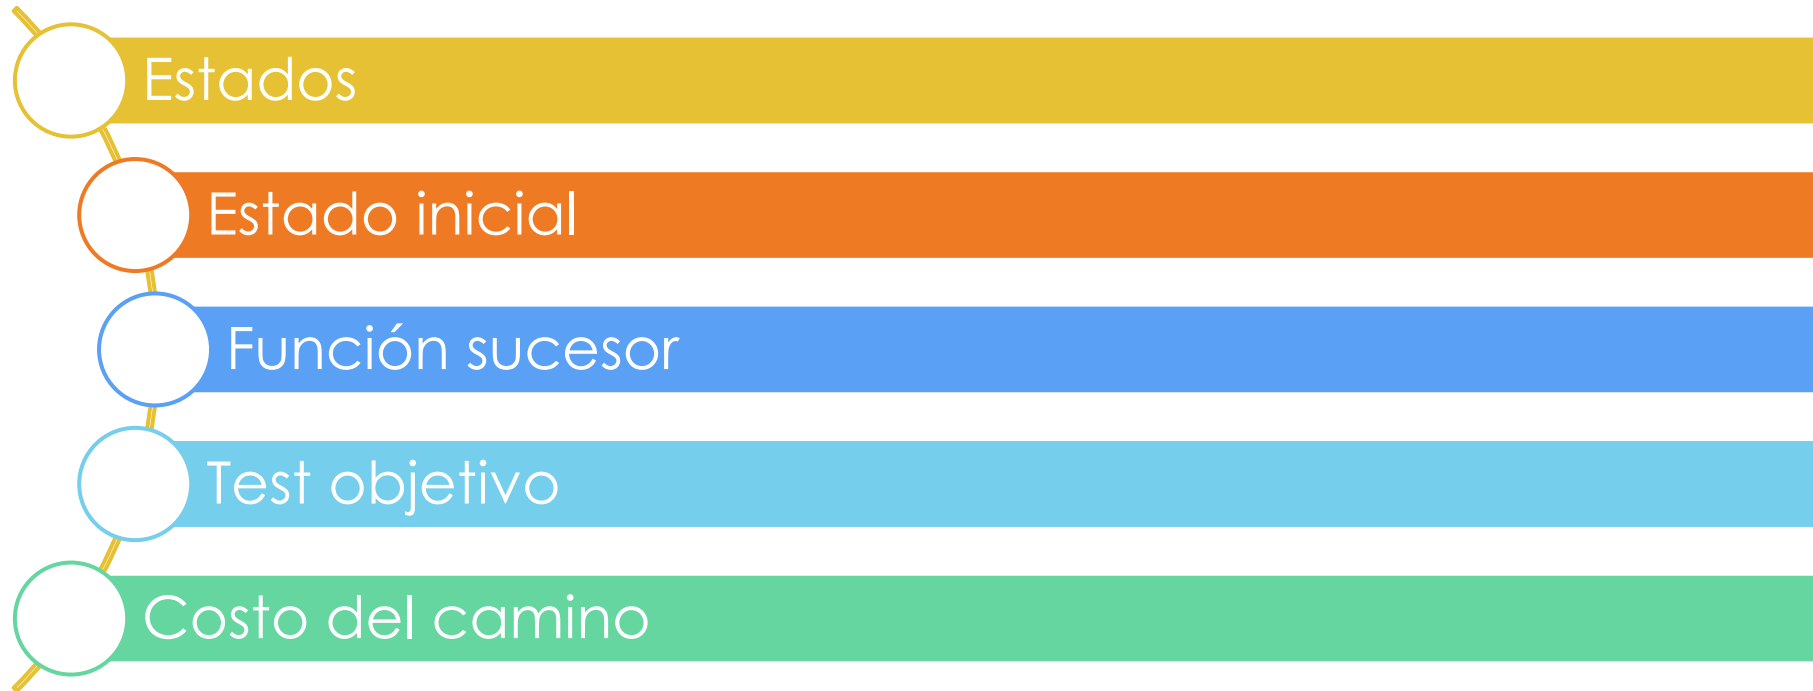 Estados
Estado inicial
Función sucesor
Test objetivo
Costo del camino